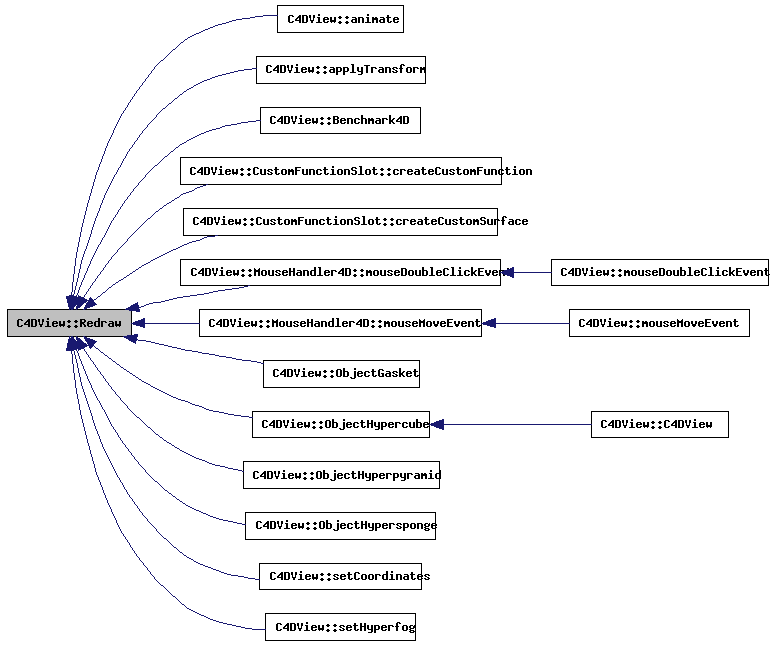 C4DView::animate
C4DView::applyTransform
C4DView::Benchmark4D
C4DView::CustomFunctionSlot::createCustomFunction
C4DView::CustomFunctionSlot::createCustomSurface
C4DView::MouseHandler4D::mouseDoubleClickEvent
C4DView::mouseDoubleClickEvent
C4DView::Redraw
C4DView::MouseHandler4D::mouseMoveEvent
C4DView::mouseMoveEvent
C4DView::ObjectGasket
C4DView::ObjectHypercube
C4DView::C4DView
C4DView::ObjectHyperpyramid
C4DView::ObjectHypersponge
C4DView::setCoordinates
C4DView::setHyperfog